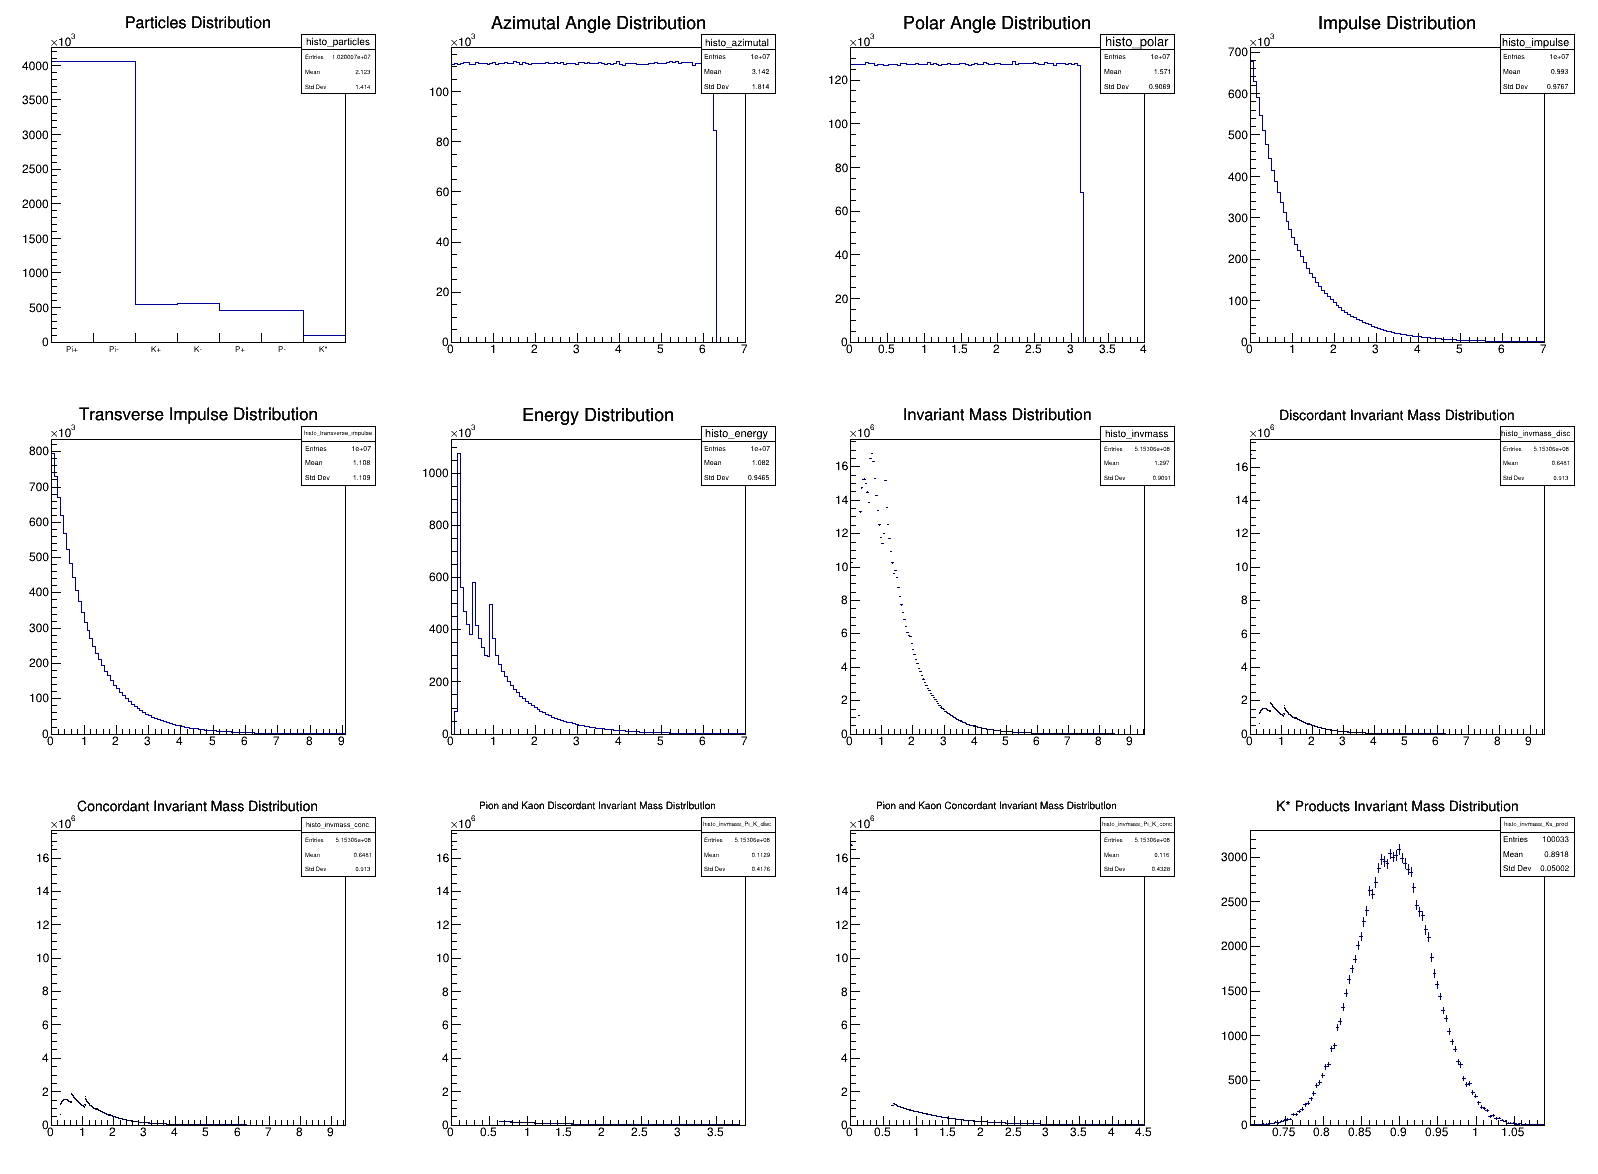 Particles Distribution
×10³
histo_particles
Entries 1.020007e+07
Mean 2.123
Std Dev 1.414
4000
3500
3000
2500
2000
1500
1000
500
0
Pi+ Pi- K+ K- P+ P- K*
Azimutal Angle Distribution
×10³
histo_azimutal
Entries 1e+07
Mean 3.142
Std Dev 1.814
100
80
60
40
20
0
0 1 2 3 4 5 6 7
Polar Angle Distribution
×10³
histo_polar
Entries 1e+07
Mean 1.571
Std Dev 0.9069
120
100
80
60
40
20
0
0 0.5 1 1.5 2 2.5 3 3.5 4
Impulse Distribution
×10³
histo_impulse
Entries 1e+07
Mean 0.993
Std Dev 0.9767
700
600
500
400
300
200
100
0
0 1 2 3 4 5 6 7
Transverse Impulse Distribution
×10³
histo_transverse_impulse
Entries 1e+07
Mean 1.108
Std Dev 1.109
800
700
600
500
400
300
200
100
0
0 1 2 3 4 5 6 7 8 9
Energy Distribution
×10³
histo_energy
Entries 1e+07
Mean 1.082
Std Dev 0.9465
1000
800
600
400
200
0
0 1 2 3 4 5 6 7
Invariant Mass Distribution
×10⁶
histo_invmass
Entries 5.15306e+08
Mean 1.297
Std Dev 0.9091
16
14
12
10
8
6
4
2
0
0 1 2 3 4 5 6 7 8 9
Discordant Invariant Mass Distribution
×10⁶
histo_invmass_disc
Entries 5.15306e+08
Mean 0.6481
Std Dev 0.913
16
14
12
10
8
6
4
2
0
0 1 2 3 4 5 6 7 8 9
Concordant Invariant Mass Distribution
×10⁶
histo_invmass_conc
Entries 5.15306e+08
Mean 0.6481
Std Dev 0.913
16
14
12
10
8
6
4
2
0
0 1 2 3 4 5 6 7 8 9
Pion and Kaon Discordant Invariant Mass Distribution
×10⁶
histo_invmass_Pi_K_disc
Entries 5.15306e+08
Mean 0.1129
Std Dev 0.4176
16
14
12
10
8
6
4
2
0
0 0.5 1 1.5 2 2.5 3 3.5
Pion and Kaon Concordant Invariant Mass Distribution
×10⁶
histo_invmass_Pi_K_conc
Entries 5.15306e+08
Mean 0.116
Std Dev 0.4328
16
14
12
10
8
6
4
2
0
0 0.5 1 1.5 2 2.5 3 3.5 4 4.5
K* Products Invariant Mass Distribution
histo_invmass_Ks_prod
Entries 100033
Mean 0.8918
Std Dev 0.05002
3000
2500
2000
1500
1000
500
0
0.75 0.8 0.85 0.9 0.95 1 1.05